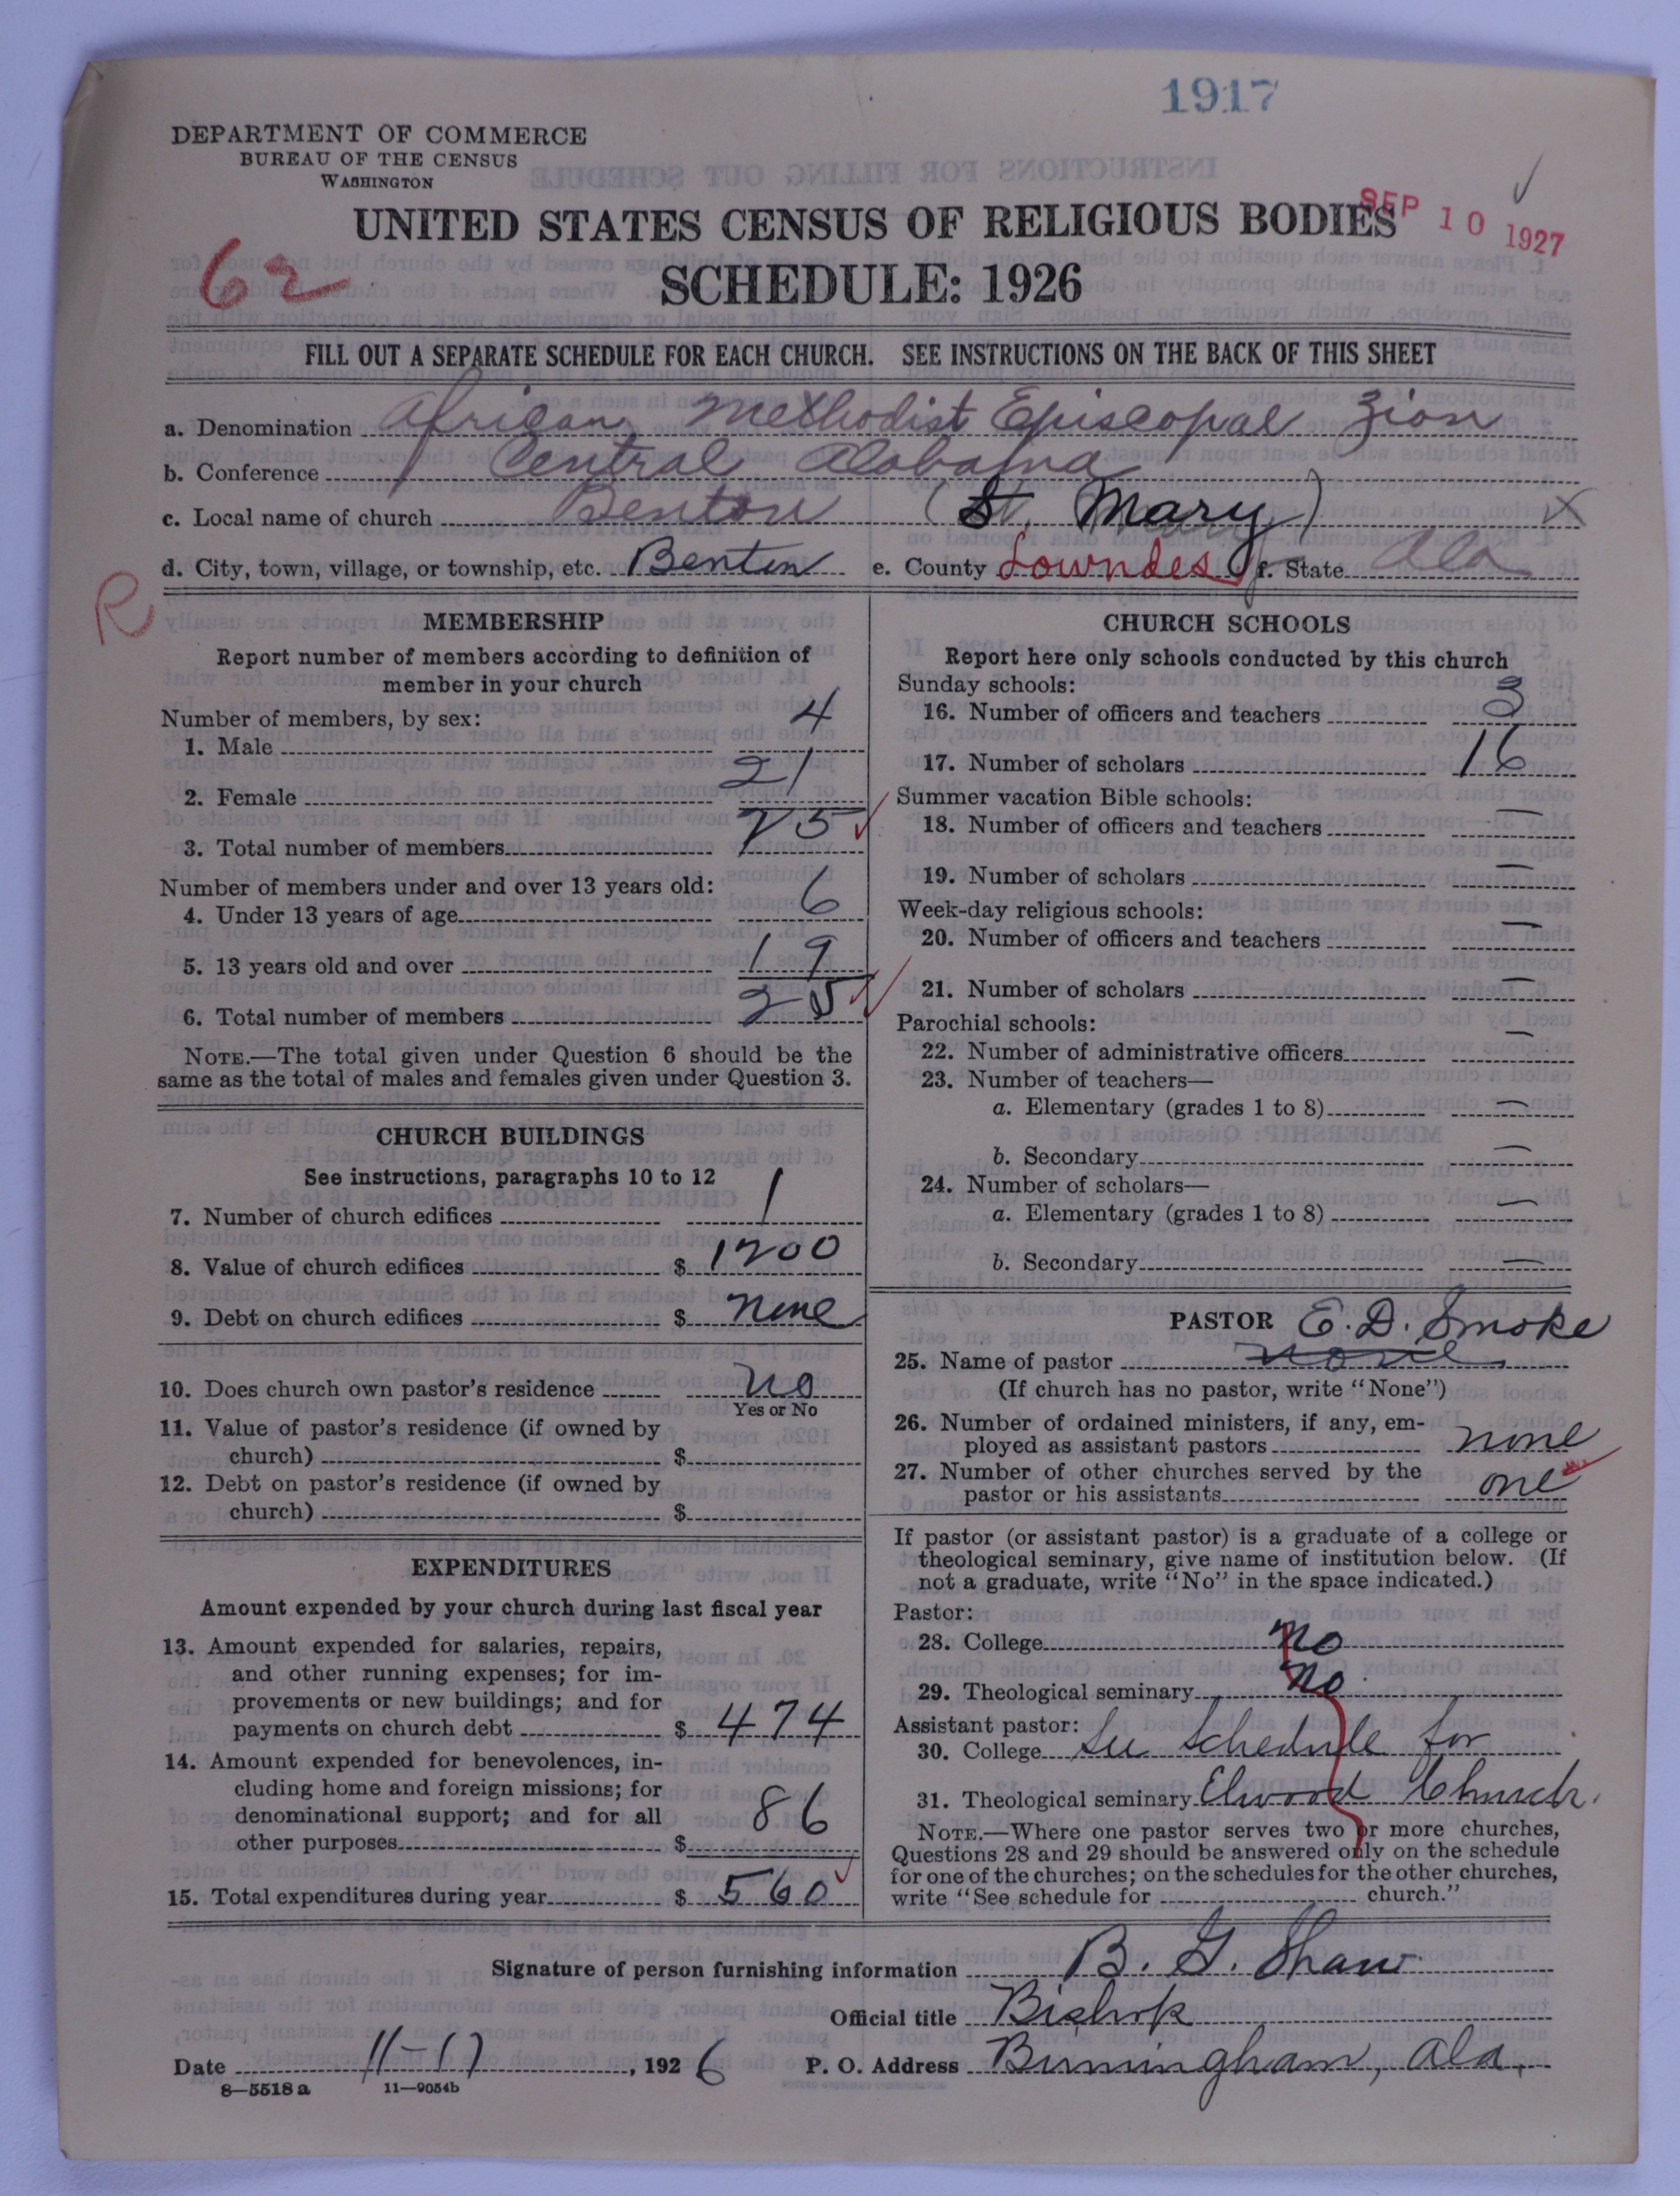 1917
DEPARTMENT OF COMMERCE
BUREAU OF THE CENSUS
WASHINGTON
SEP 10 1927
UNITED STATES CENSUS OF RELIGIOUS BODIES
62
SCHEDULE: 1926
FILL OUT A SEPARATE SCHEDULE FOR EACH CHURCH. SEE INSTRUCTIONS ON THE BACK OF THIS SHEET
a. Denomination African Methodist Episcopal Zion
b. Conference Central Alabama
c. Local name of church Benton (St. Mary)
d. City, town, village, or township, etc. Benton e. County Lowndes f. State Ala
R
MEMBERSHIP
Report number of members according to definition of
member in your church
Number of members, by sex:
1. Male 4
2. Female 21
3. Total number of members 25
Number of members under and over 13 years old:
4. Under 13 years of age 6
5. 13 years old and over 19
6. Total number of members 25
NOTE.—The total given under Question 6 should be the
same as the total of males and females given under Question 3.
CHURCH BUILDINGS
See instructions, paragraphs 10 to 12
7. Number of church edifices 1
8. Value of church edifices $ 1200
9. Debt on church edifices $ None
10. Does church own pastor's residence No
Yes or No
11. Value of pastor's residence (if owned by
church) $
12. Debt on pastor's residence (if owned by
church) $
EXPENDITURES
Amount expended by your church during last fiscal year
13. Amount expended for salaries, repairs,
and other running expenses; for im-
provements or new buildings; and for
payments on church debt $ 474
14. Amount expended for benevolences, in-
cluding home and foreign missions; for
denominational support; and for all
other purposes $ 86
15. Total expenditures during year $ 560
CHURCH SCHOOLS
Report here only schools conducted by this church
Sunday schools:
16. Number of officers and teachers 3
17. Number of scholars 16
Summer vacation Bible schools:
18. Number of officers and teachers —
19. Number of scholars —
Week-day religious schools:
20. Number of officers and teachers —
21. Number of scholars —
Parochial schools:
22. Number of administrative officers —
23. Number of teachers—
a. Elementary (grades 1 to 8) —
b. Secondary —
24. Number of scholars—
a. Elementary (grades 1 to 8) —
b. Secondary —
PASTOR E. D. Smoke
25. Name of pastor none
(If church has no pastor, write "None")
26. Number of ordained ministers, if any, em-
ployed as assistant pastors none
27. Number of other churches served by the
pastor or his assistants one
If pastor (or assistant pastor) is a graduate of a college or
theological seminary, give name of institution below. (If
not a graduate, write "No" in the space indicated.)
Pastor:
28. College No
29. Theological seminary No
Assistant pastor:
30. College See Schedule for
31. Theological seminary Elwood Church.
NOTE.—Where one pastor serves two or more churches,
Questions 28 and 29 should be answered only on the schedule
for one of the churches; on the schedules for the other churches,
write "See schedule for church."
Signature of person furnishing information B. G. Shaw
Official title Bishop
Date 11-17, 1926 P. O. Address Birmingham, Ala.
8—5518 a 11—9054b